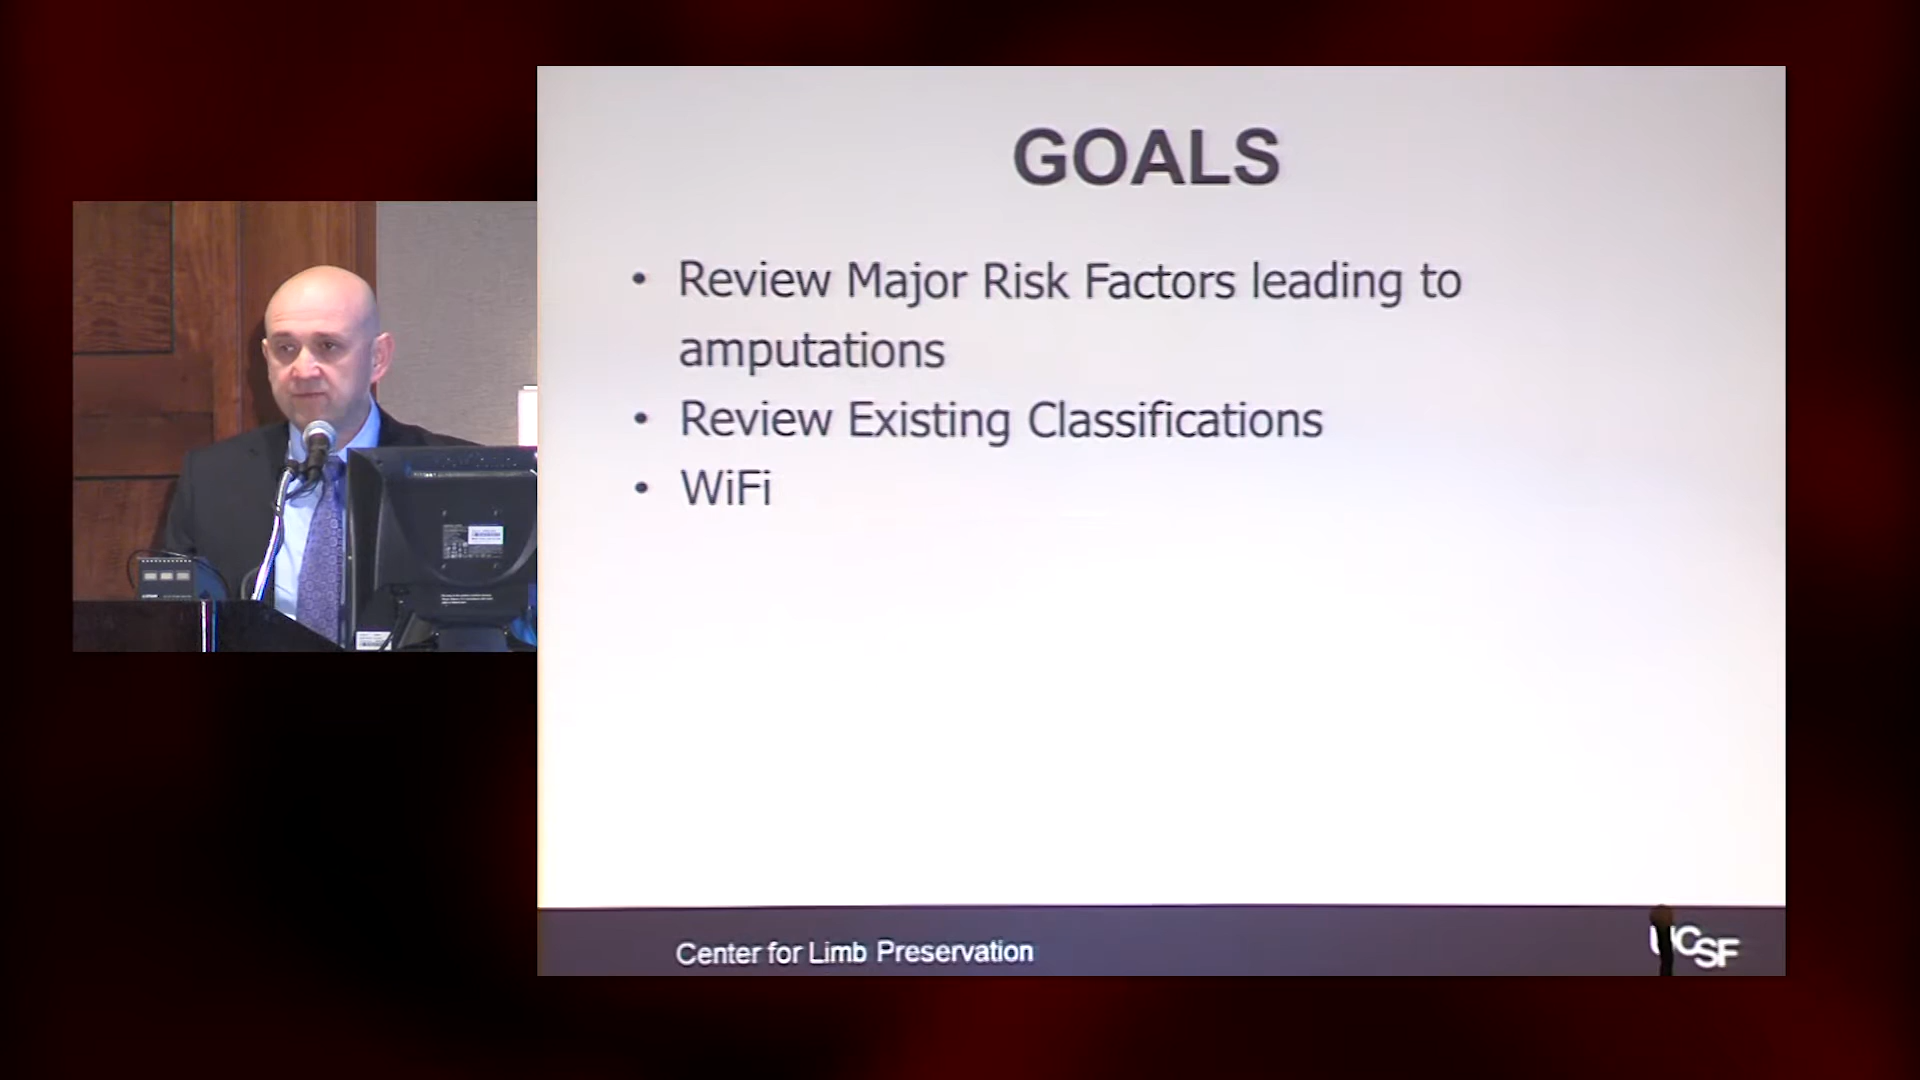 GOALS
• Review Major Risk Factors leading to
amputations
• Review Existing Classifications
• WiFi
Center for Limb Preservation
UCSF